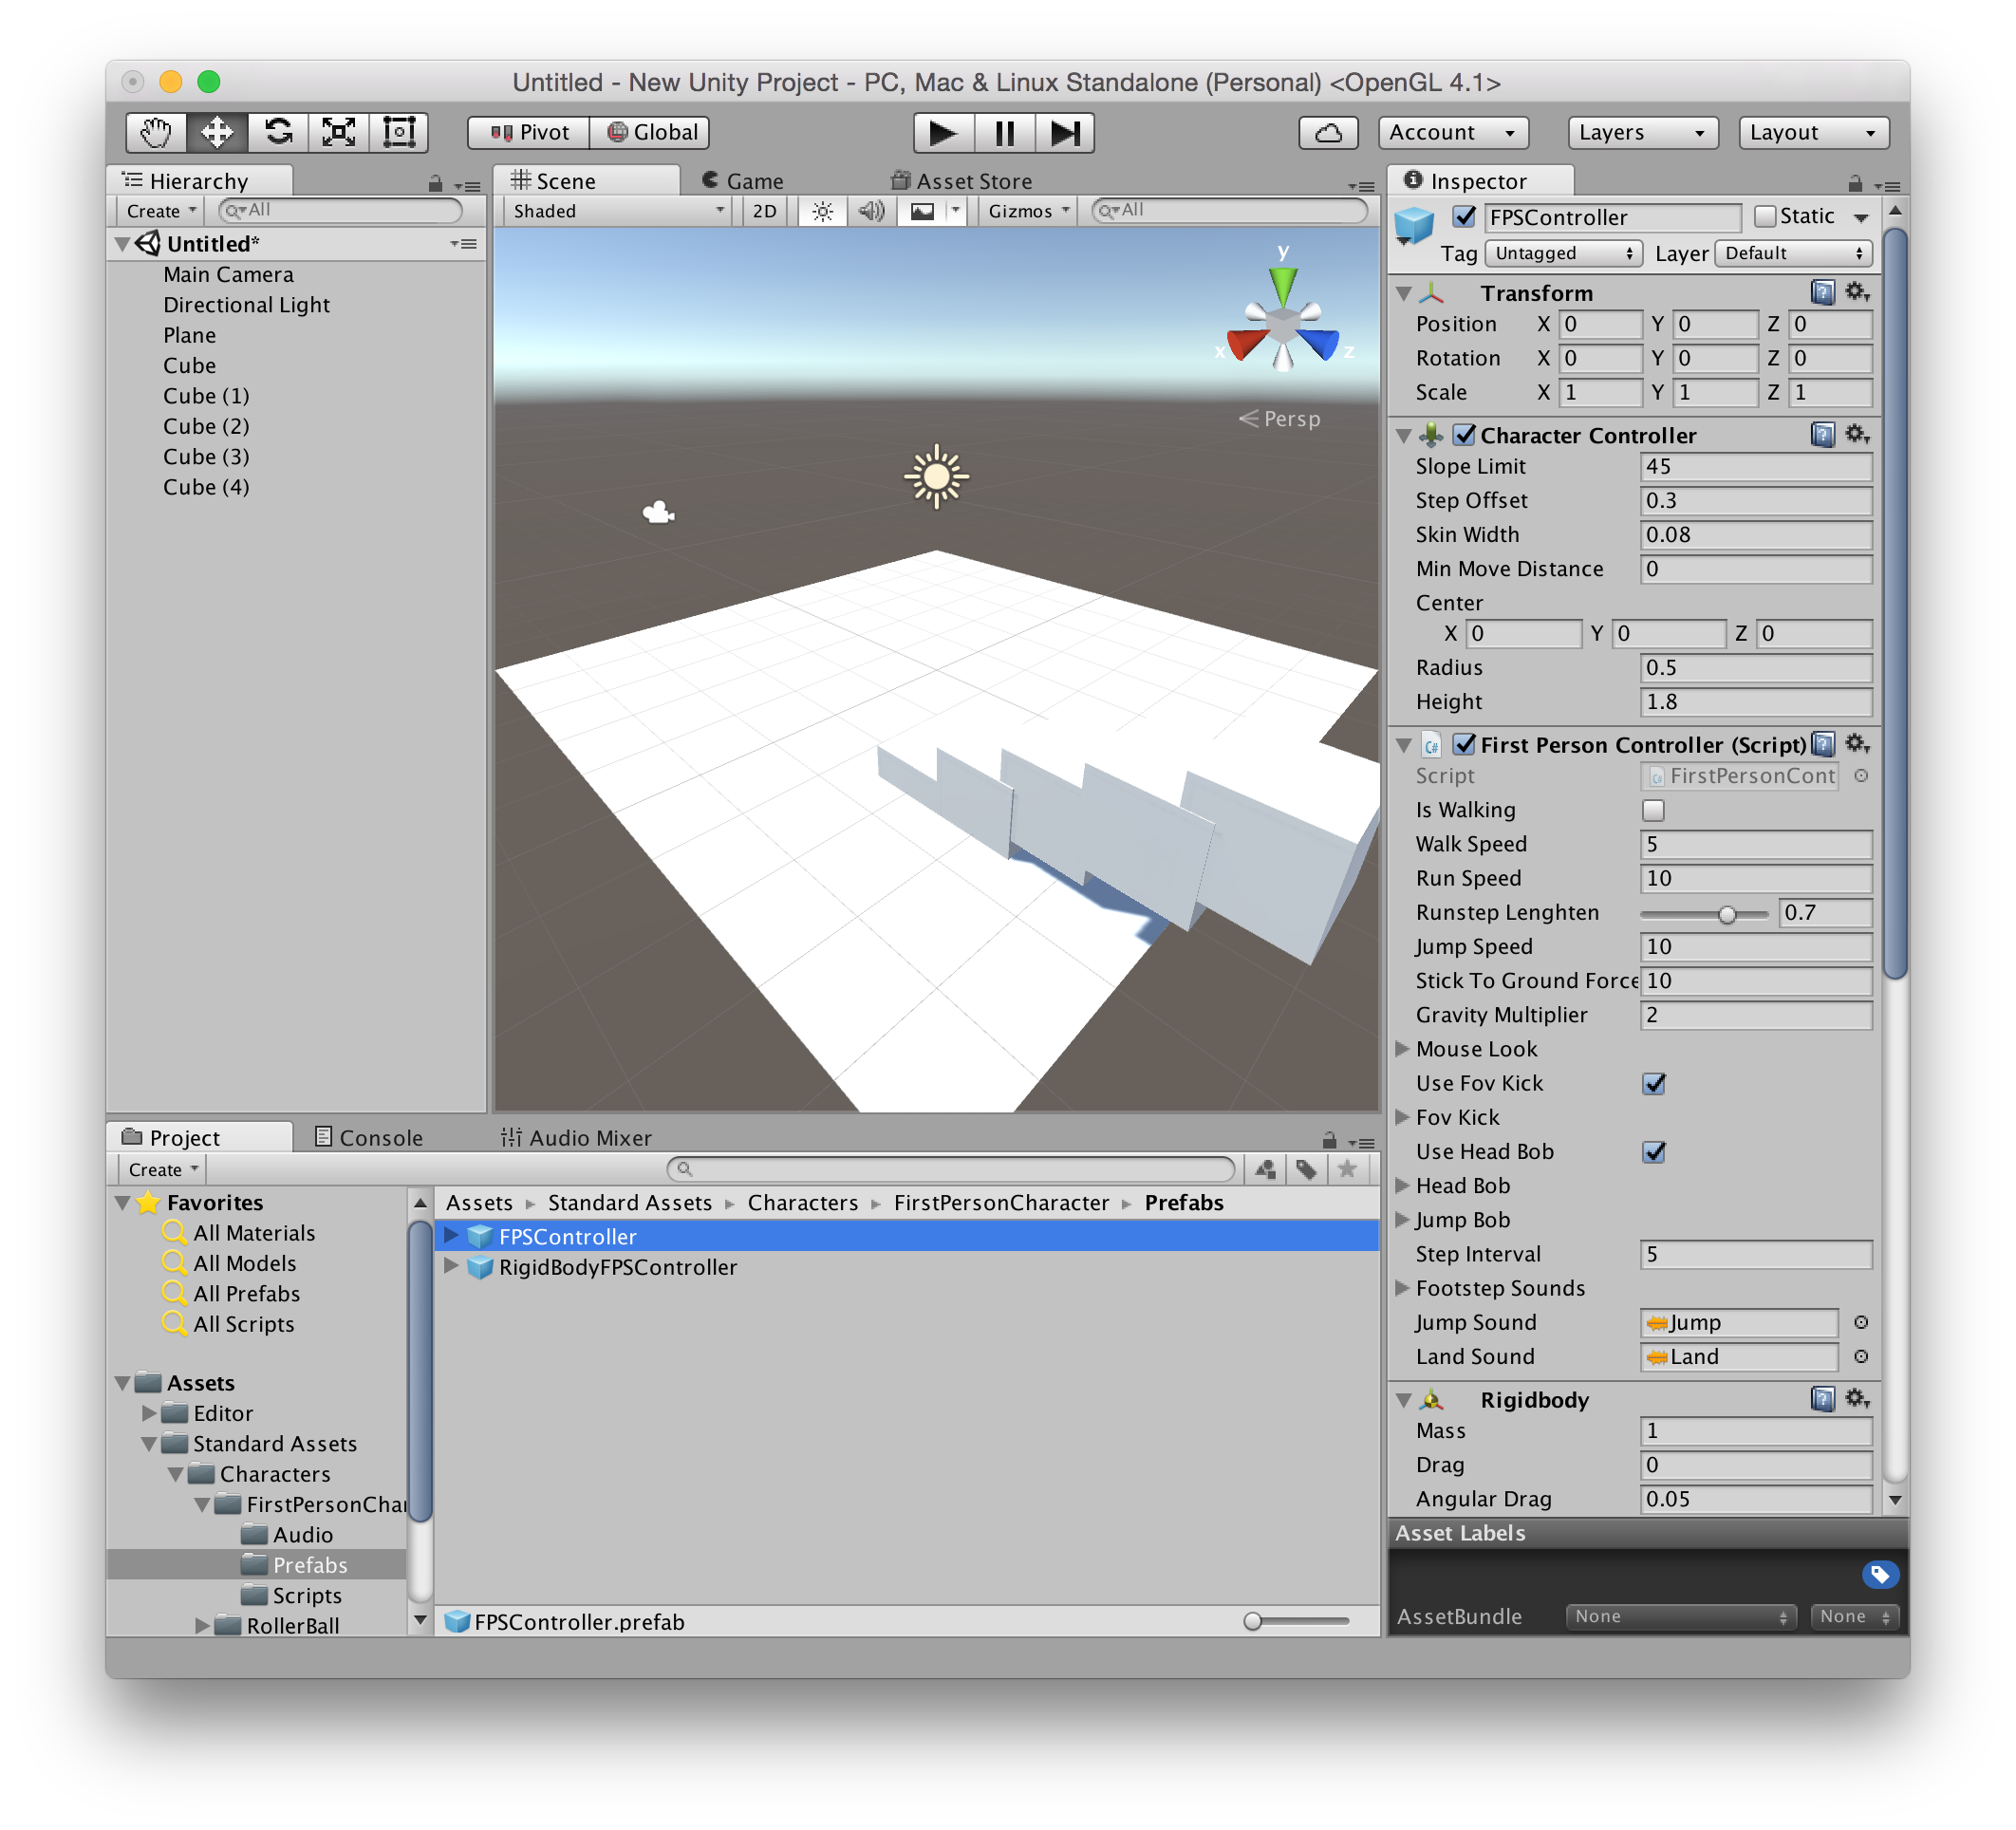 Untitled - New Unity Project - PC, Mac & Linux Standalone (Personal) <OpenGL 4.1>
Pivot Global Account Layers Layout
Hierarchy
Create All
Untitled*
Main Camera
Directional Light
Plane
Cube
Cube (1)
Cube (2)
Cube (3)
Cube (4)
Scene Game Asset Store
Shaded 2D Gizmos All
y
x z
Persp
Inspector
FPSController Static
Tag Untagged Layer Default
Transform
Position X 0 Y 0 Z 0
Rotation X 0 Y 0 Z 0
Scale X 1 Y 1 Z 1
Character Controller
Slope Limit 45
Step Offset 0.3
Skin Width 0.08
Min Move Distance 0
Center
X 0 Y 0 Z 0
Radius 0.5
Height 1.8
First Person Controller (Script)
Script FirstPersonCont
Is Walking
Walk Speed 5
Run Speed 10
Runstep Lenghten 0.7
Jump Speed 10
Stick To Ground Force 10
Gravity Multiplier 2
Mouse Look
Use Fov Kick
Fov Kick
Use Head Bob
Head Bob
Jump Bob
Step Interval 5
Footstep Sounds
Jump Sound Jump
Land Sound Land
Rigidbody
Mass 1
Drag 0
Angular Drag 0.05
Asset Labels
AssetBundle None None
Project Console Audio Mixer
Create
Favorites
All Materials
All Models
All Prefabs
All Scripts
Assets
Editor
Standard Assets
Characters
FirstPersonChar
Audio
Prefabs
Scripts
RollerBall
Assets Standard Assets Characters FirstPersonCharacter Prefabs
FPSController
RigidBodyFPSController
FPSController.prefab